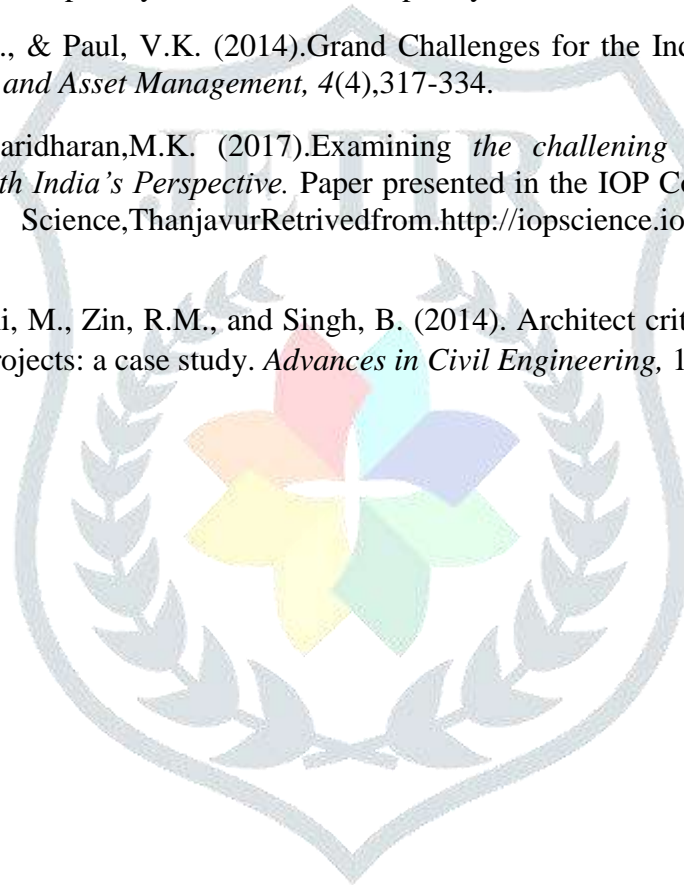 ., & Paul, V.K. (2014).Grand Challenges for the Ind
and Asset Management, 4(4),317-334.
aridharan,M.K. (2017).Examining the challening
th India’s Perspective. Paper presented in the IOP Co
Science,ThanjavurRetrivedfrom.http://iopscience.io
i, M., Zin, R.M., and Singh, B. (2014). Architect crit
rojects: a case study. Advances in Civil Engineering, 1
JETIR